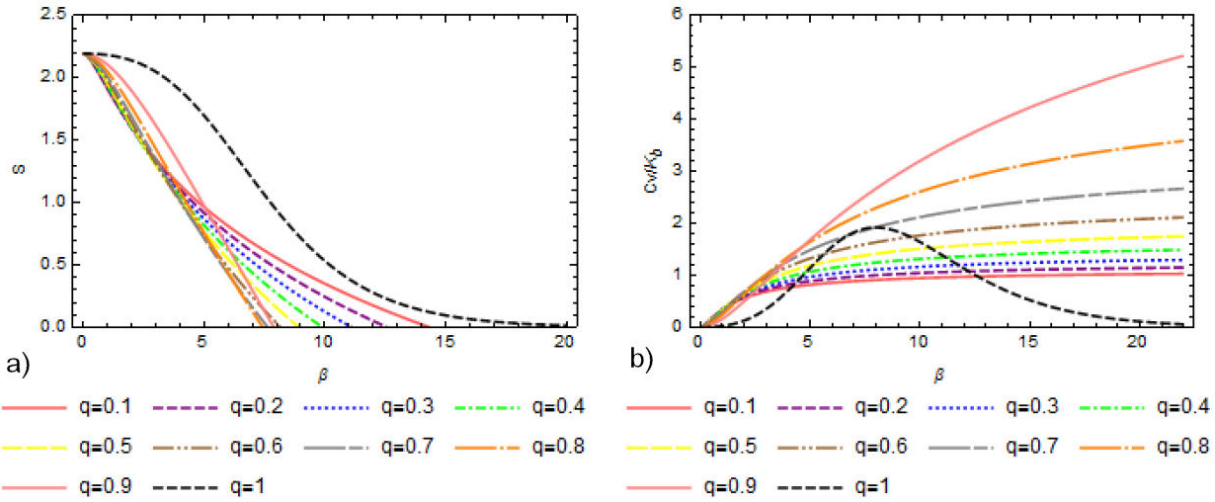 2.5
2.0
1.5
1.0
0.5
0.0
S
0 5 10 15 20
β
a)
q=0.1 q=0.2 q=0.3 q=0.4
q=0.5 q=0.6 q=0.7 q=0.8
q=0.9 q=1
6
5
4
3
2
1
0
Cv/K_b
0 5 10 15 20
β
b)
q=0.1 q=0.2 q=0.3 q=0.4
q=0.5 q=0.6 q=0.7 q=0.8
q=0.9 q=1